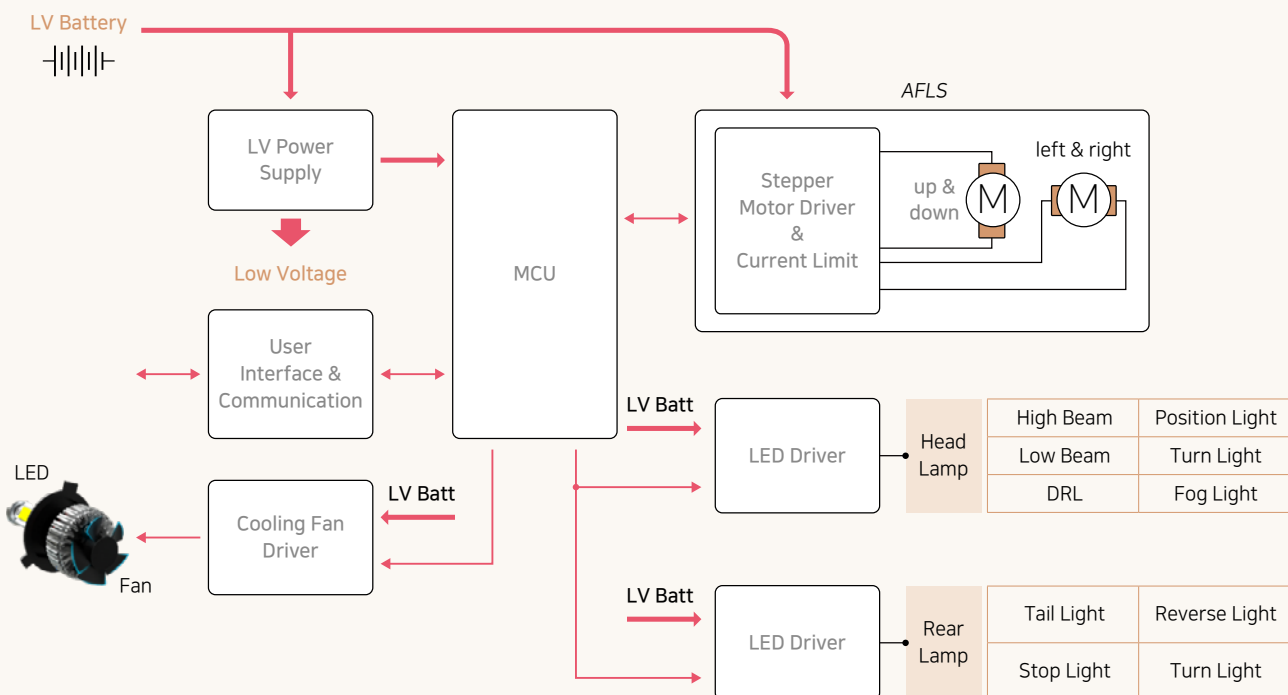 LV Battery
AFLS
LV Power
Supply
Low Voltage
MCU
Stepper
Motor Driver
&
Current Limit
up &
down
M
left & right
M
User
Interface &
Communication
LV Batt
LED Driver
Head
Lamp
High Beam
Position Light
Low Beam
Turn Light
DRL
Fog Light
LED
Fan
Cooling Fan
Driver
LV Batt
LV Batt
LED Driver
Rear
Lamp
Tail Light
Reverse Light
Stop Light
Turn Light